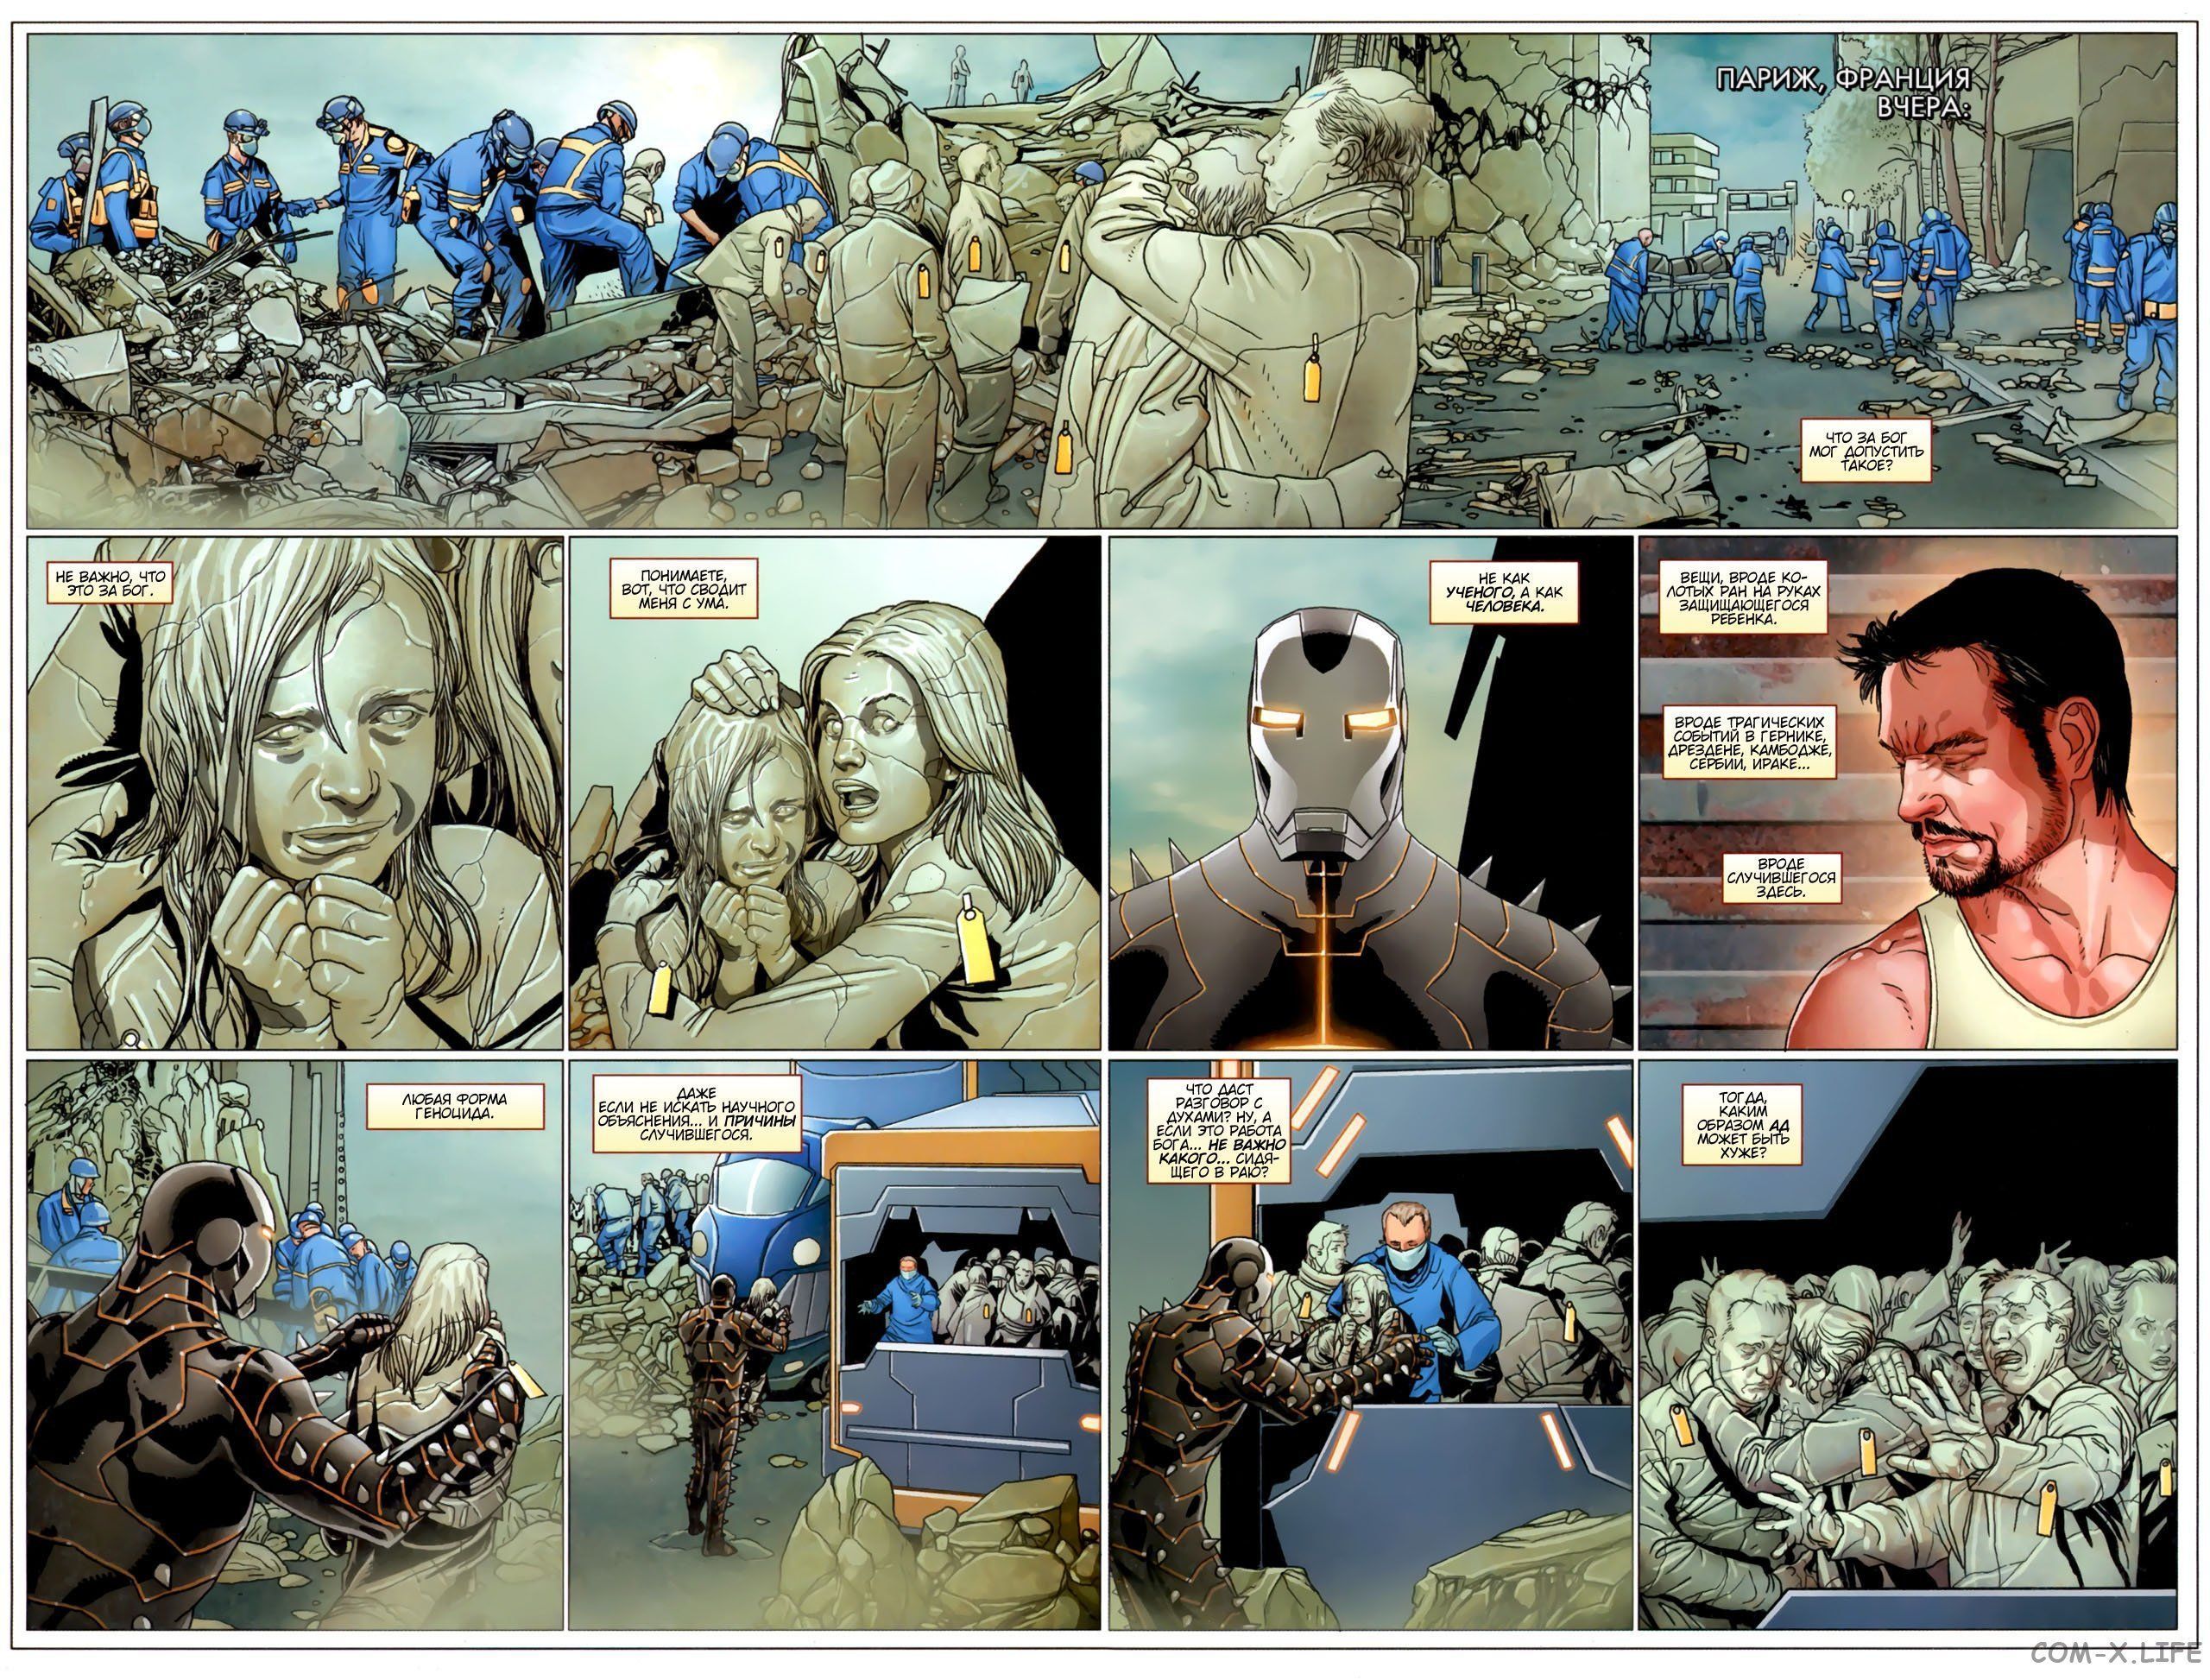 ПАРИЖ, ФРАНЦИЯ
ВЧЕРА:
ЧТО ЗА БОГ
МОГ ДОПУСТИТЬ
ТАКОЕ?
НЕ ВАЖНО, ЧТО
ЭТО ЗА БОГ.
ПОНИМАЕТЕ,
ВОТ, ЧТО СВОДИТ
МЕНЯ С УМА.
НЕ КАК
УЧЕНОГО, А КАК
ЧЕЛОВЕКА.
ВЕЩИ, ВРОДЕ КО-
ЛОТЫХ РАН НА РУКАХ
ЗАЩИЩАЮЩЕГОСЯ
РЕБЕНКА.
ВРОДЕ ТРАГИЧЕСКИХ
СОБЫТИЙ В ГЕРНИКЕ,
ДРЕЗДЕНЕ, КАМБОДЖЕ,
СЕРБИИ, ИРАКЕ...
ВРОДЕ
СЛУЧИВШЕГОСЯ
ЗДЕСЬ.
ЛЮБАЯ ФОРМА
ГЕНОЦИДА.
ДАЖЕ
ЕСЛИ НЕ ИСКАТЬ НАУЧНОГО
ОБЪЯСНЕНИЯ... И ПРИЧИНЫ
СЛУЧИВШЕГОСЯ.
ЧТО ДАСТ
РАЗГОВОР С
ДУХАМИ? НУ, А
ЕСЛИ ЭТО РАБОТА
БОГА... НЕ ВАЖНО
КАКОГО... СИДЯ-
ЩЕГО В РАЮ?
ТОГДА,
КАКИМ
ОБРАЗОМ АД
МОЖЕТ БЫТЬ
ХУЖЕ?
COM-X.LIFE